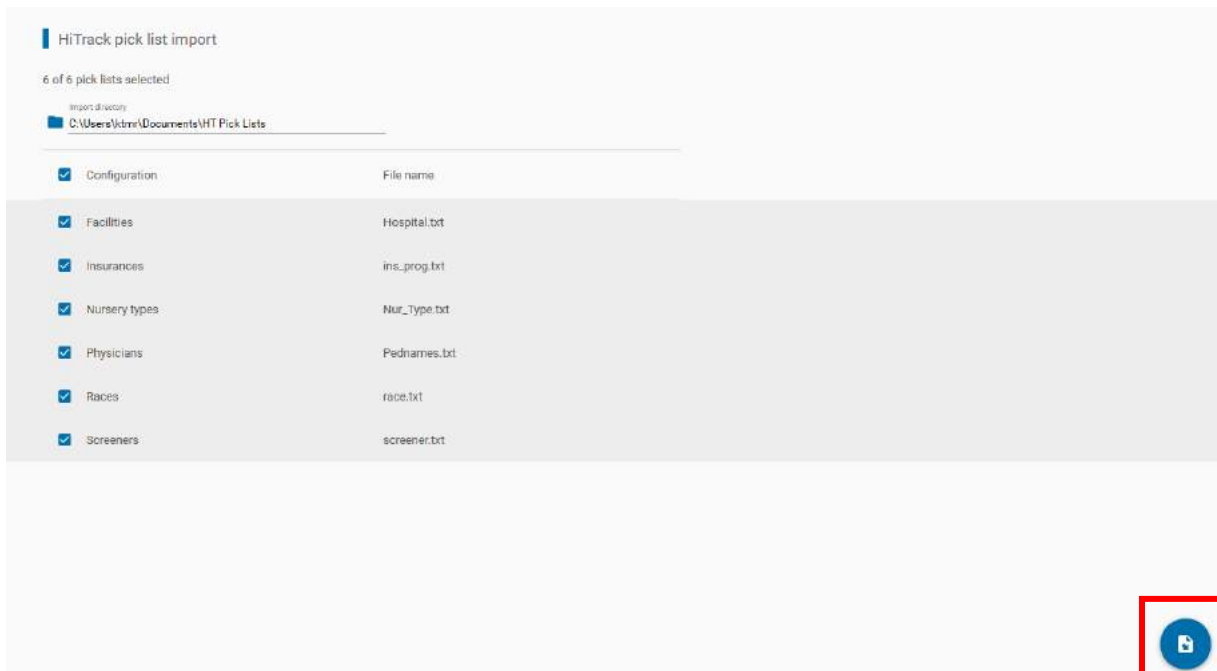 HiTrack pick list import
6 of 6 pick lists selected
Import directory
C:\Users\ktmr\Documents\HT Pick Lists
Configuration File name
Facilities Hospital.txt
Insurances ins_prog.txt
Nursery types Nur_Type.txt
Physicians Pednames.txt
Races race.txt
Screeners screener.txt